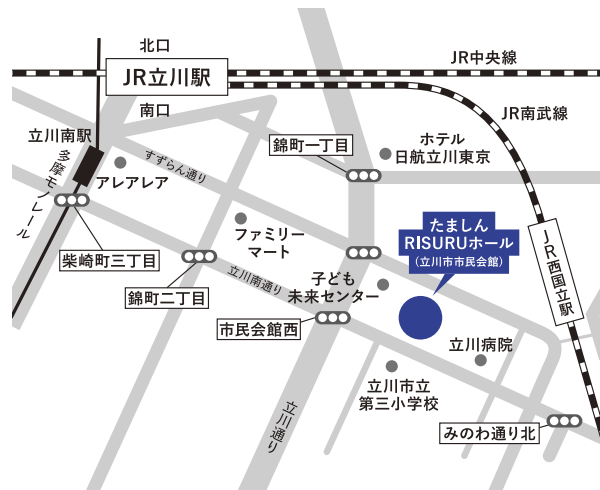 北口
JR中央線
JR立川駅
南口
JR南武線
立川南駅
多摩モノレール
アレアレア
すずらん通り
錦町一丁目
ホテル
日航立川東京
ファミリー
マート
たましん
RISURUホール
(立川市市民会館)
JR西国立駅
柴崎町三丁目
錦町二丁目
立川南通り
子ども
未来センター
市民会館西
立川病院
立川市立
第三小学校
立川通り
みのわ通り北